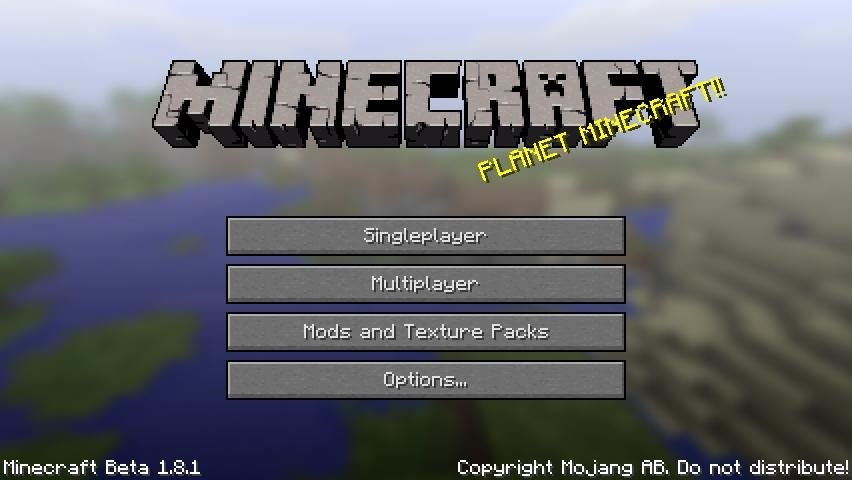 MINECRAFT
PLANET MINECRAFT!!
Singleplayer
Multiplayer
Mods and Texture Packs
Options...
Minecraft Beta 1.8.1
Copyright Mojang AB. Do not distribute!